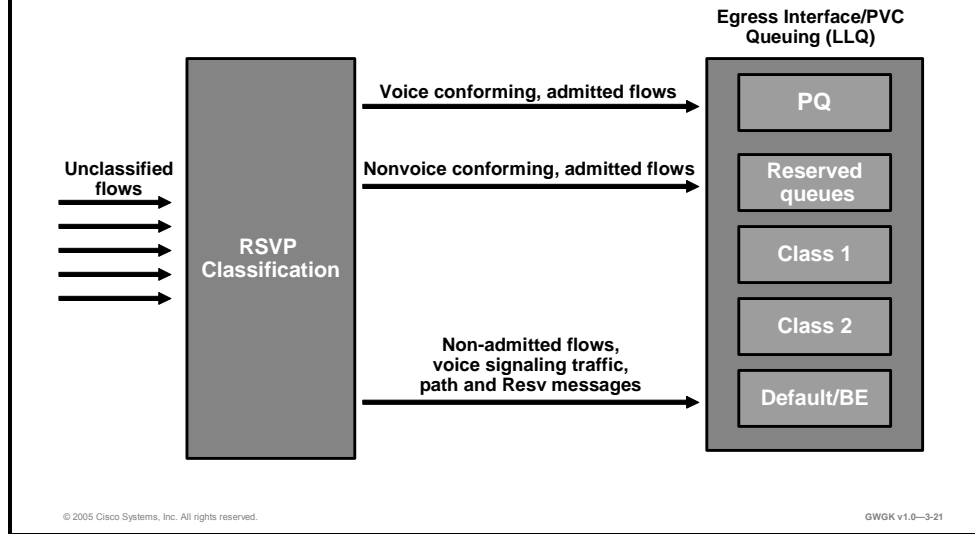 Egress Interface/PVC
Queuing (LLQ)
Voice conforming, admitted flows
PQ
Unclassified
flows
Nonvoice conforming, admitted flows
Reserved
queues
RSVP
Classification
Class 1
Class 2
Non-admitted flows,
voice signaling traffic,
path and Resv messages
Default/BE
© 2005 Cisco Systems, Inc. All rights reserved.
GWGK v1.0—3-21